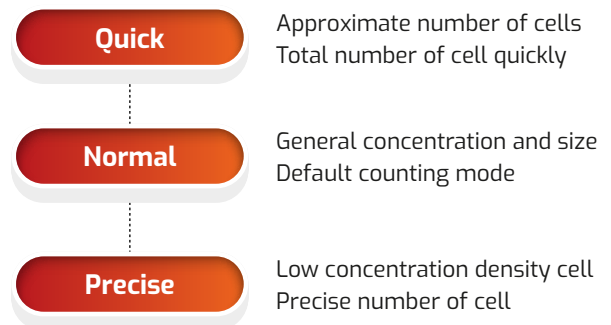 Quick
Approximate number of cells
Total number of cell quickly
Normal
General concentration and size
Default counting mode
Precise
Low concentration density cell
Precise number of cell